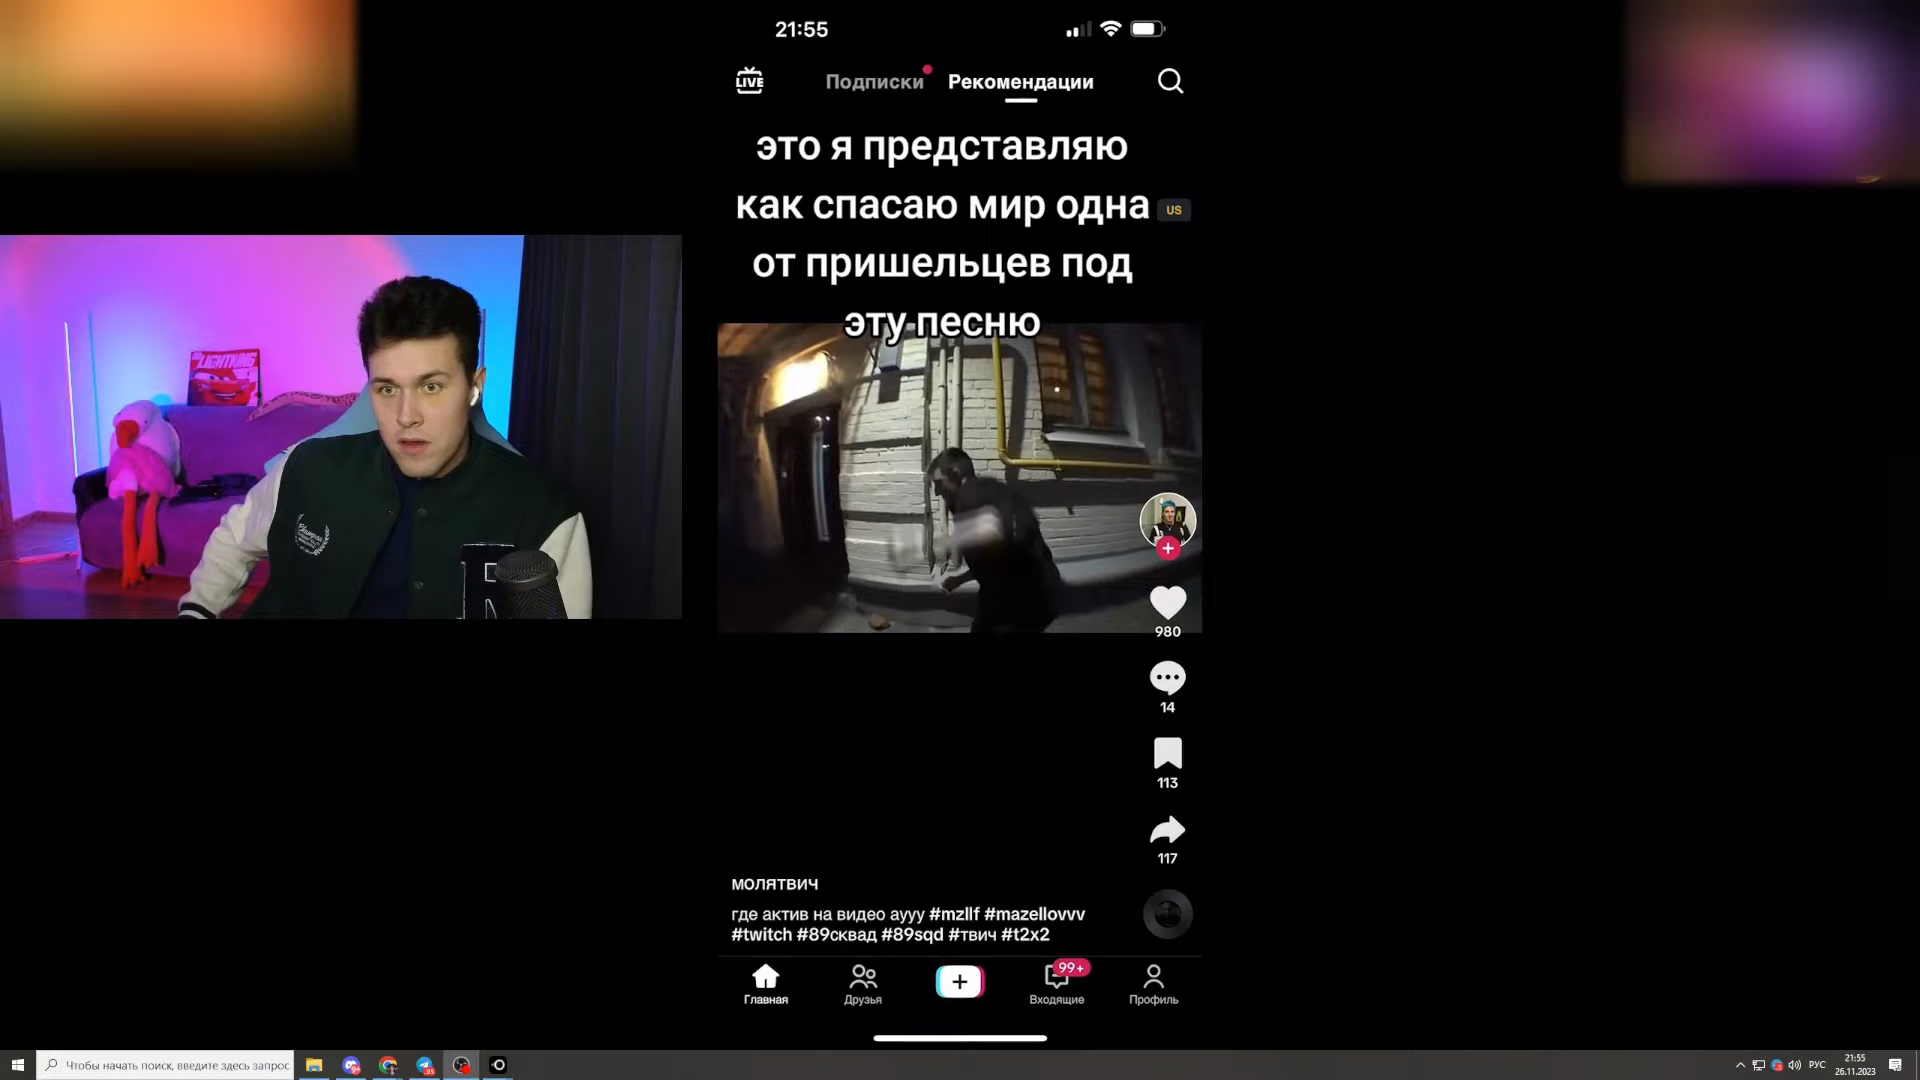 21:55
LIVE
Подписки Рекомендации
это я представляю
как спасаю мир одна
US
от пришельцев под
эту песню
LIGHTNING
980
14
113
117
МОЛЯТВИЧ
где актив на видео аууу #mzllf #mazellovvv
#twitch #89сквад #89sqd #твич #t2x2
99+
Главная Друзья Входящие Профиль
Чтобы начать поиск, введите здесь запрос
РУС
21:55
26.11.2023